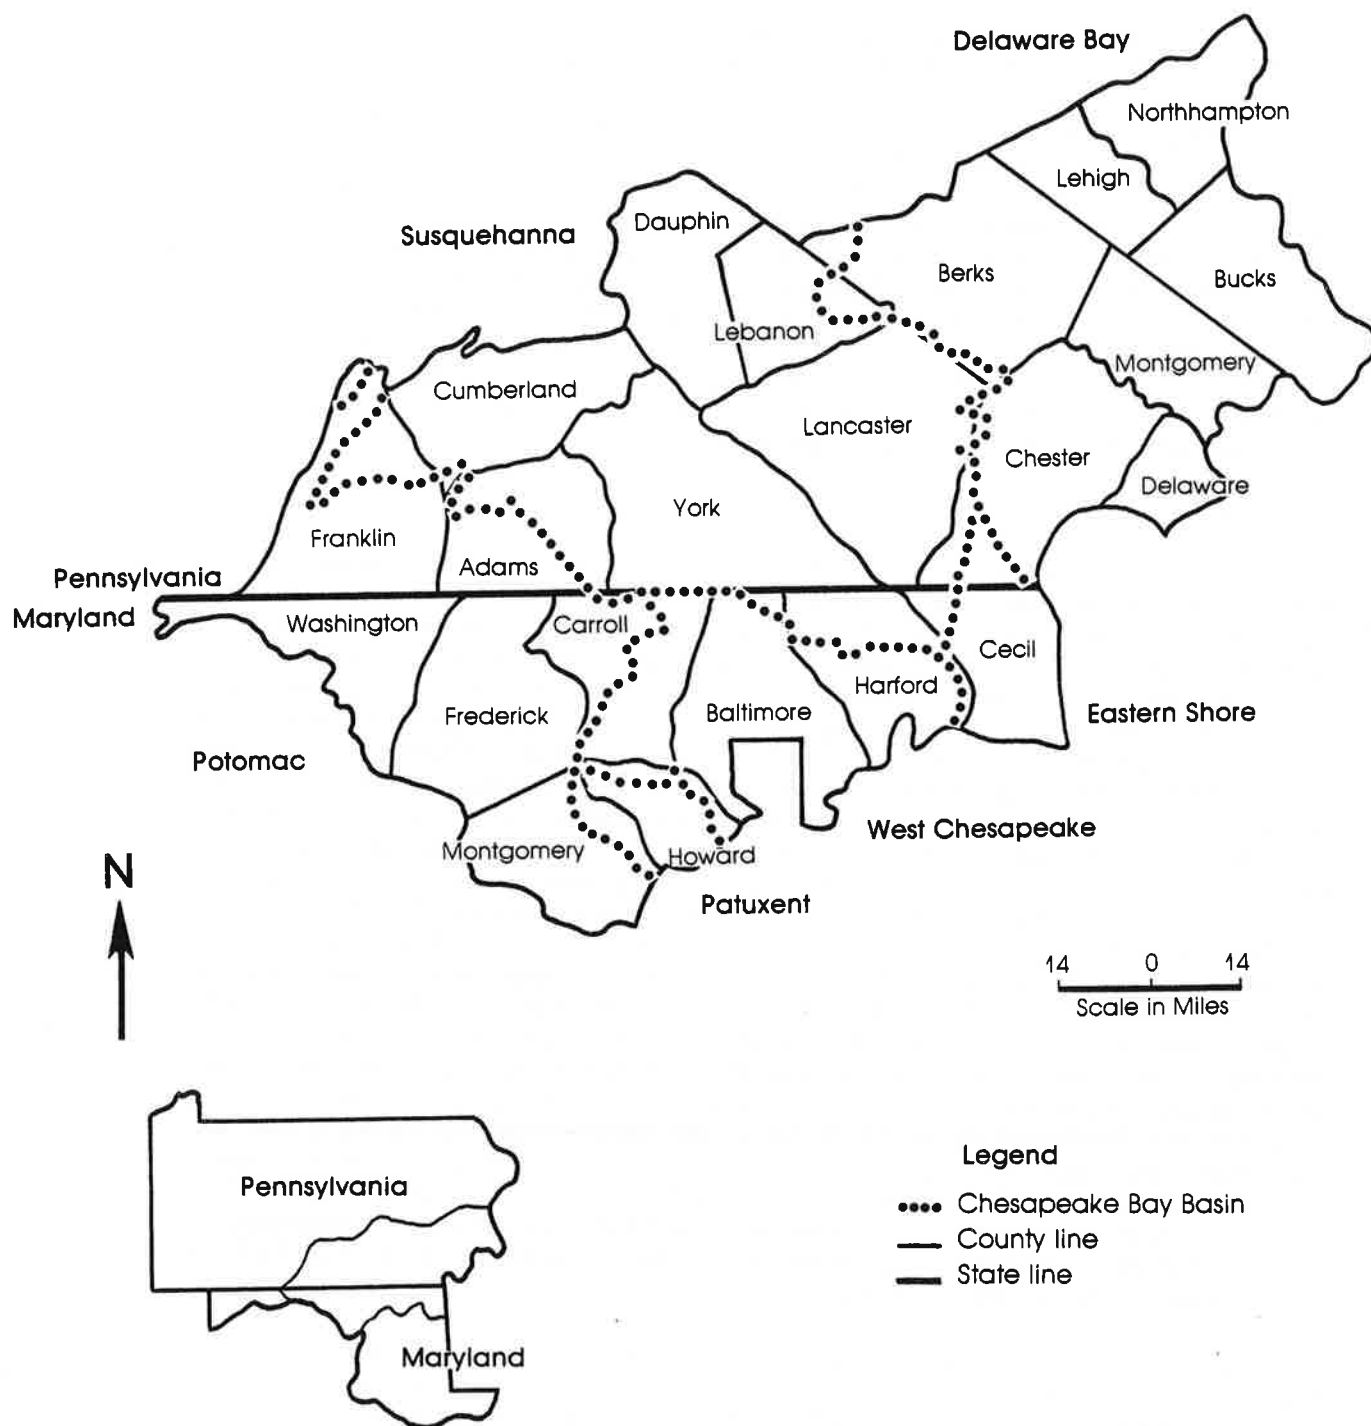 Delaware Bay
Northhampton
Lehigh
Dauphin
Susquehanna
Berks
Bucks
Lebanon
Montgomery
Cumberland
Lancaster
Chester
Delaware
York
Franklin
Adams
Pennsylvania
Maryland
Washington
Carroll
Cecil
Harford
Frederick
Baltimore
Eastern Shore
Potomac
West Chesapeake
Montgomery
Howard
Patuxent
N
14 0 14
Scale in Miles
Pennsylvania
Maryland
Legend
Chesapeake Bay Basin
County line
State line